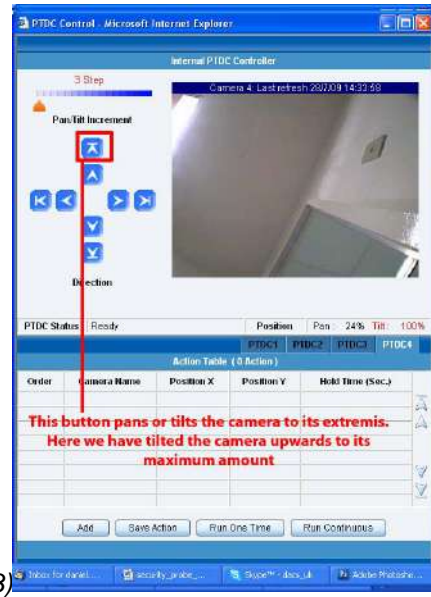 PTDC Control - Microsoft Internet Explorer
Internal PTDC Controller
3 Step
Pan/Tilt Increment
Camera 4: Last refresh 28/7/09 14:33:58
Direction
PTDC Status Ready Position Pan: 24% Tilt: 100%
PTDC1 PTDC2 PTDC3 PTDC4
Action Table ( 0 Action )
Order Camera Name Position X Position Y Hold Time (Sec.)
This button pans or tilts the camera to its extremis.
Here we have tilted the camera upwards to its
maximum amount
Add Save Action Run One Time Run Continuous
3)
Inbox for daniel... security_probe_... Skype™ - dacs_uk Adobe Photosho...